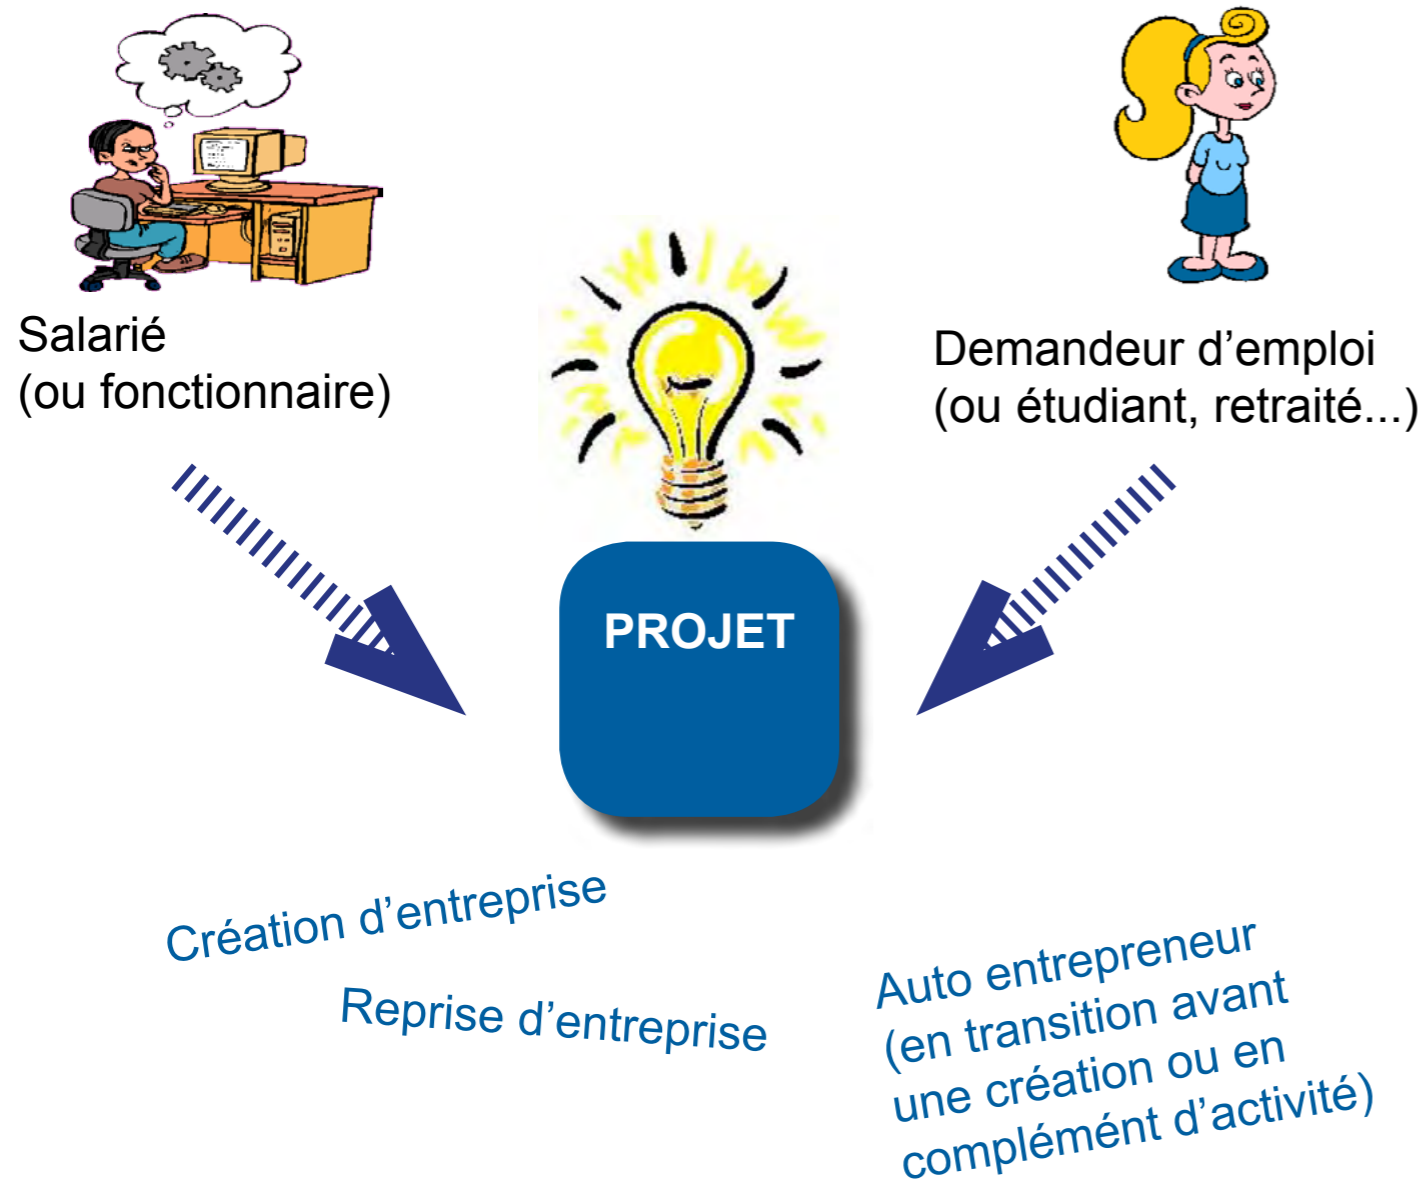 Salarié
(ou fonctionnaire)
Demandeur d’emploi
(ou étudiant, retraité...)
PROJET
Création d’entreprise
Reprise d’entreprise
Auto entrepreneur
(en transition avant
une création ou en
complémént d’activité)